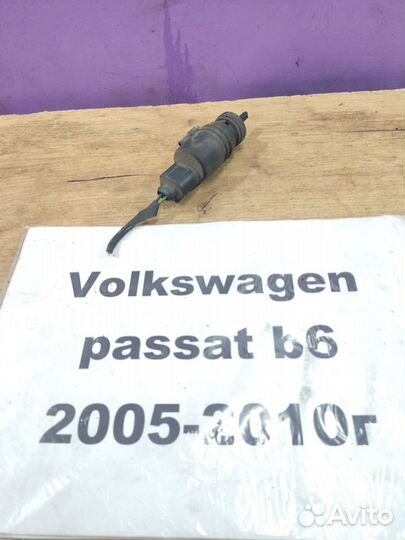 Volkswagen
passat b6
2005-2010г
Avito